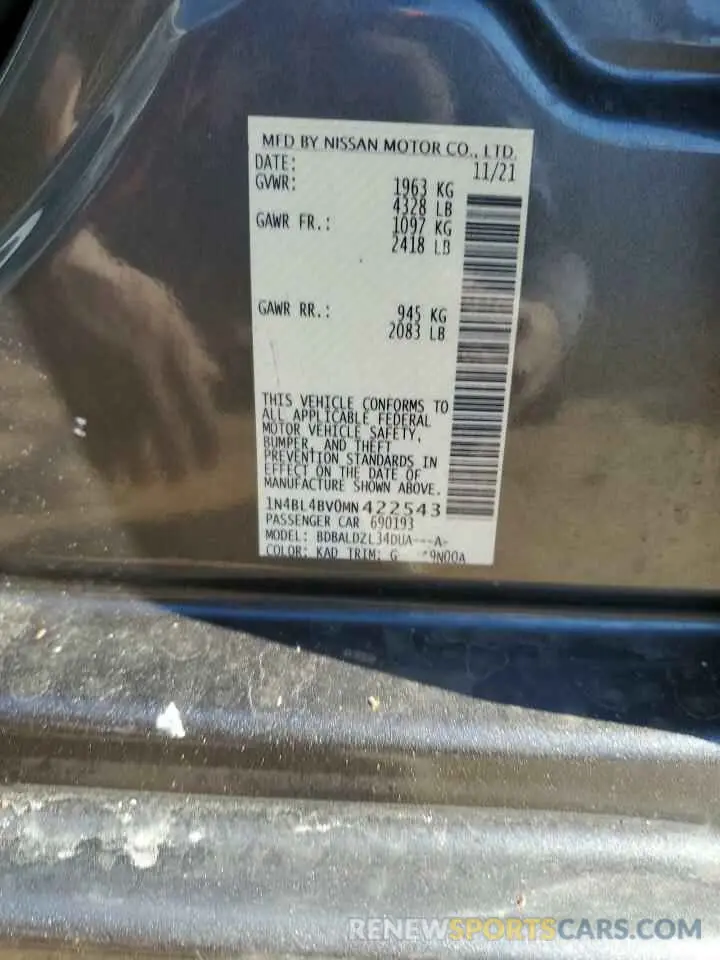 MFD BY NISSAN MOTOR CO., LTD.
DATE: 11/21
GVWR: 1963 KG
4328 LB
GAWR FR.: 1097 KG
2418 LB
GAWR RR.: 945 KG
2083 LB
THIS VEHICLE CONFORMS TO
ALL APPLICABLE FEDERAL
MOTOR VEHICLE SAFETY,
BUMPER, AND THEFT
PREVENTION STANDARDS IN
EFFECT ON THE DATE OF
MANUFACTURE SHOWN ABOVE.
1N4BL4BV0MN422543
PASSENGER CAR 690193
MODEL: BDBALDZL34DUA---A-
COLOR: KAD TRIM: G 9N00A
RENEWSPORTSCARS.COM